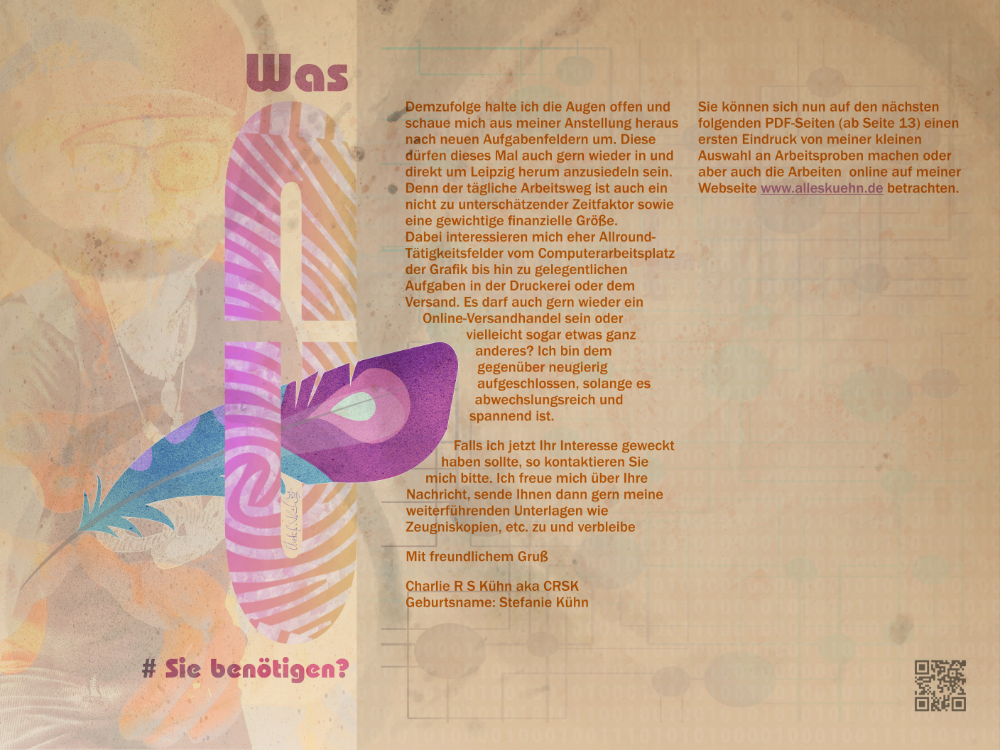 Was
# Sie benötigen?
Demzufolge halte ich die Augen offen und
schaue mich aus meiner Anstellung heraus
nach neuen Aufgabenfeldern um. Diese
dürfen dieses Mal auch gern wieder in und
direkt um Leipzig herum anzusiedeln sein.
Denn der tägliche Arbeitsweg ist auch ein
nicht zu unterschätzender Zeitfaktor sowie
eine gewichtige finanzielle Größe.
Dabei interessieren mich eher Allround-
Tätigkeitsfelder vom Computerarbeitsplatz
der Grafik bis hin zu gelegentlichen
Aufgaben in der Druckerei oder dem
Versand. Es darf auch gern wieder ein
Online-Versandhandel sein oder
vielleicht sogar etwas ganz
anderes? Ich bin dem
gegenüber neugierig
aufgeschlossen, solange es
abwechslungsreich und
spannend ist.
Falls ich jetzt Ihr Interesse geweckt
haben sollte, so kontaktieren Sie
mich bitte. Ich freue mich über Ihre
Nachricht, sende Ihnen dann gern meine
weiterführenden Unterlagen wie
Zeugniskopien, etc. zu und verbleibe
Mit freundlichem Gruß
Charlie R S Kühn aka CRSK
Geburtsname: Stefanie Kühn
Sie können sich nun auf den nächsten
folgenden PDF-Seiten (ab Seite 13) einen
ersten Eindruck von meiner kleinen
Auswahl an Arbeitsproben machen oder
aber auch die Arbeiten online auf meiner
Webseite www.alleskuehn.de betrachten.